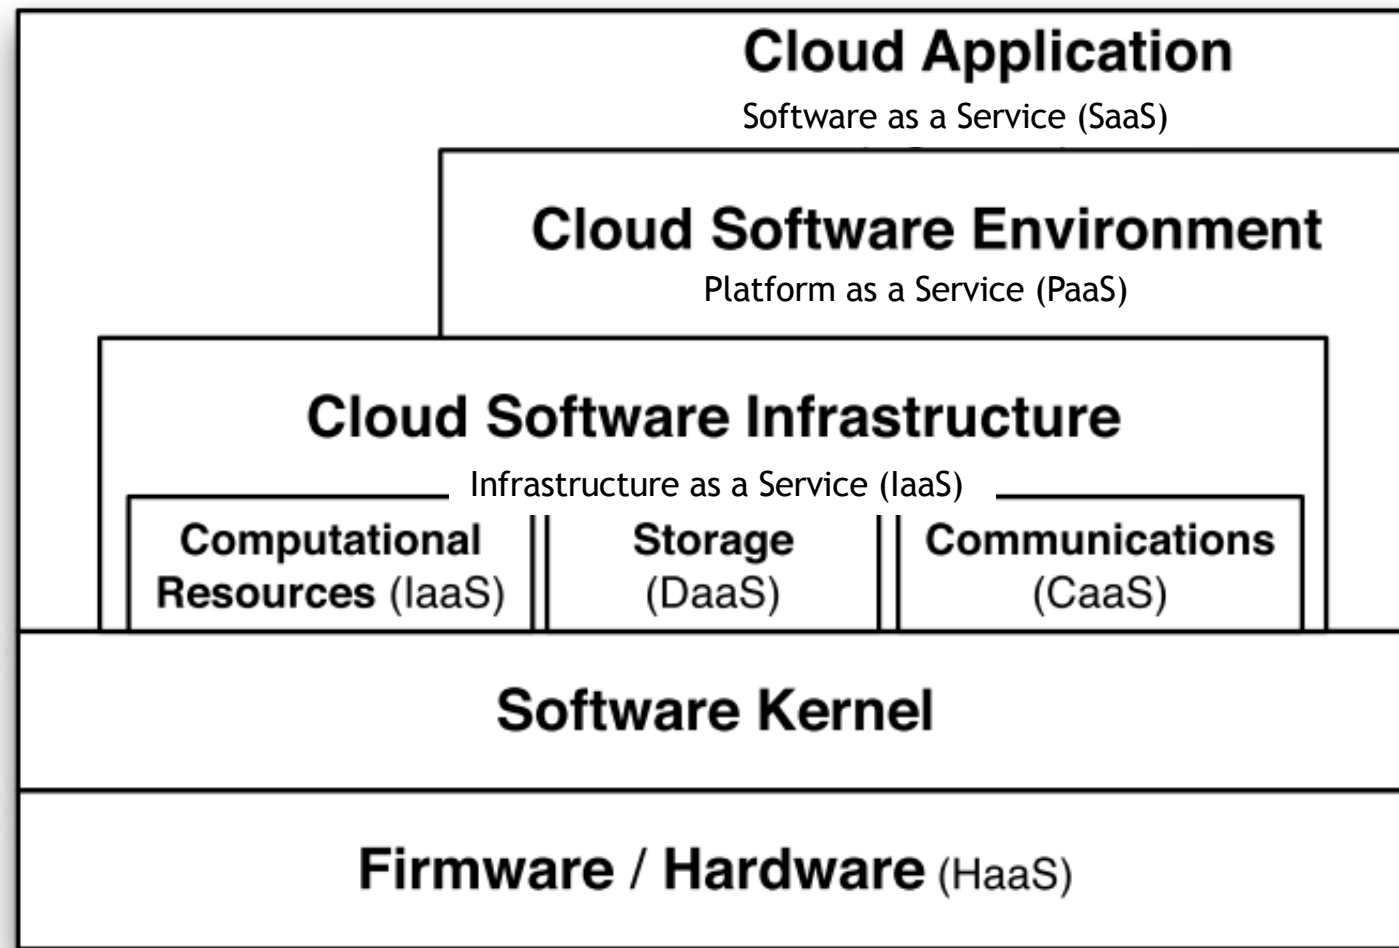 Cloud Application
Software as a Service (SaaS)
Cloud Software Environment
Platform as a Service (PaaS)
Cloud Software Infrastructure
Infrastructure as a Service (IaaS)
Computational
Resources (IaaS)
Storage
(DaaS)
Communications
(CaaS)
Software Kernel
Firmware / Hardware (HaaS)